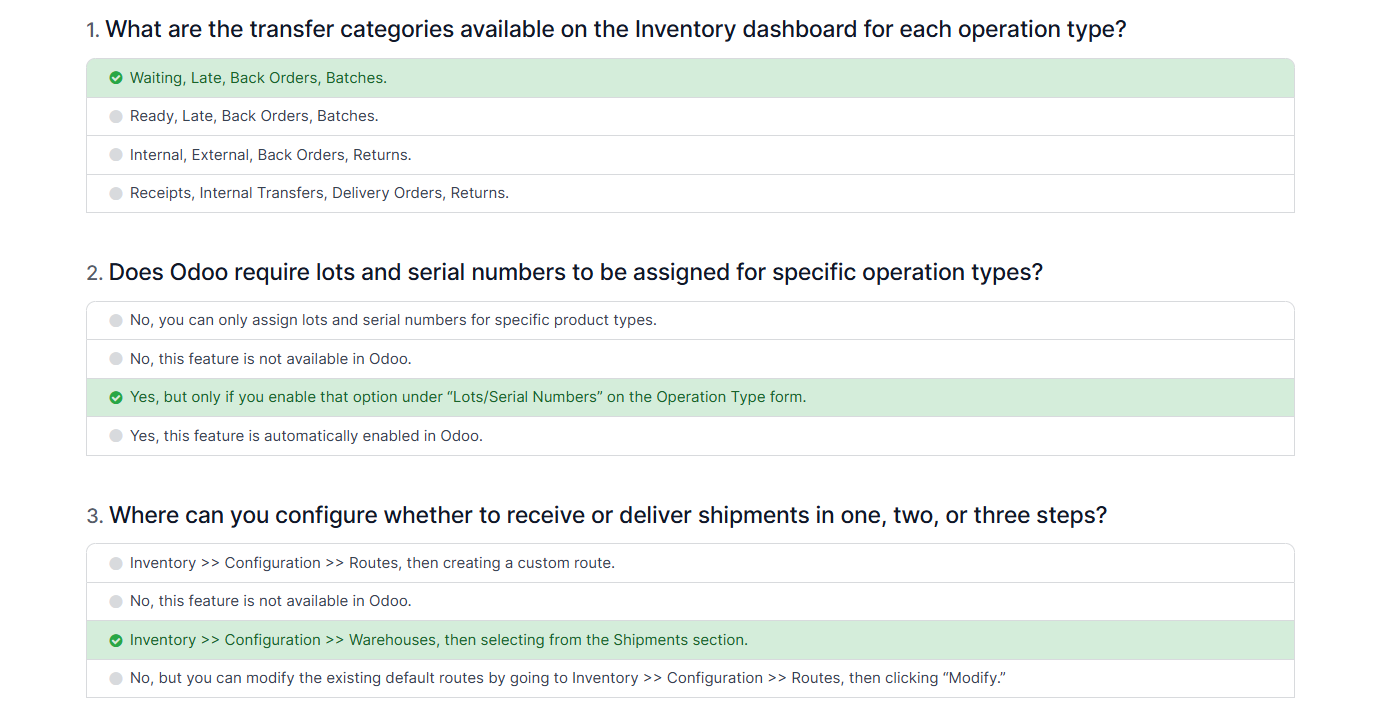 1. What are the transfer categories available on the Inventory dashboard for each operation type?
Waiting, Late, Back Orders, Batches.
Ready, Late, Back Orders, Batches.
Internal, External, Back Orders, Returns.
Receipts, Internal Transfers, Delivery Orders, Returns.
2. Does Odoo require lots and serial numbers to be assigned for specific operation types?
No, you can only assign lots and serial numbers for specific product types.
No, this feature is not available in Odoo.
Yes, but only if you enable that option under “Lots/Serial Numbers” on the Operation Type form.
Yes, this feature is automatically enabled in Odoo.
3. Where can you configure whether to receive or deliver shipments in one, two, or three steps?
Inventory >> Configuration >> Routes, then creating a custom route.
No, this feature is not available in Odoo.
Inventory >> Configuration >> Warehouses, then selecting from the Shipments section.
No, but you can modify the existing default routes by going to Inventory >> Configuration >> Routes, then clicking “Modify.”